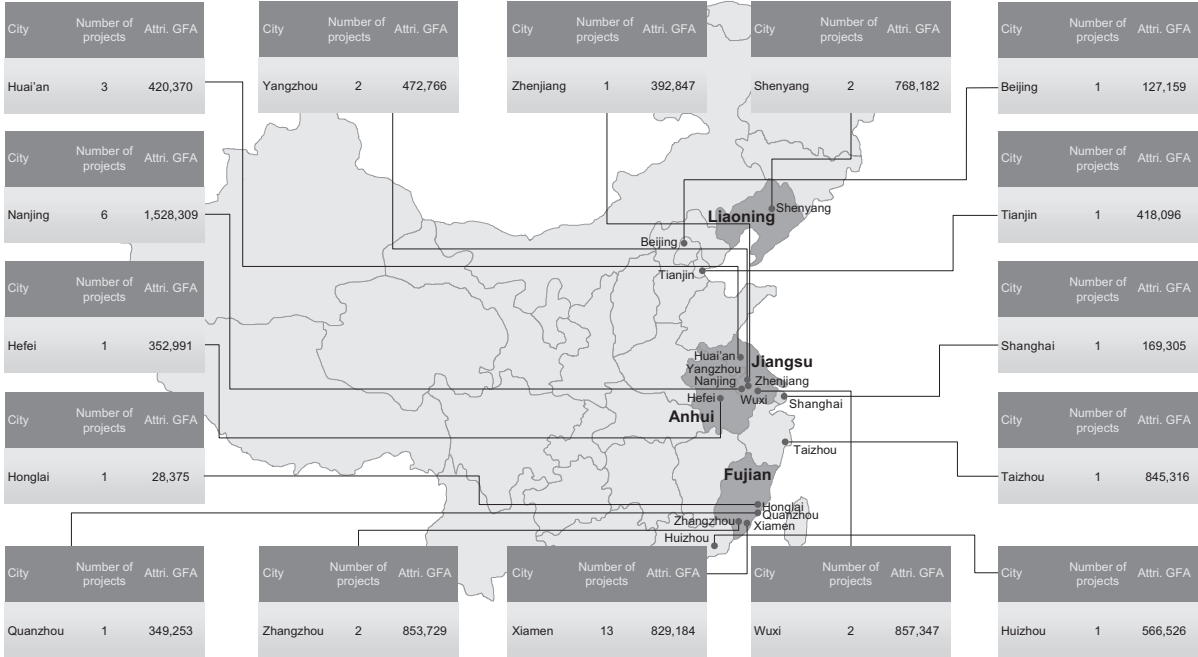 City Number of projects Attri. GFA
Huai'an 3 420,370
City Number of projects Attri. GFA
Yangzhou 2 472,766
City Number of projects Attri. GFA
Zhenjiang 1 392,847
City Number of projects Attri. GFA
Shenyang 2 768,182
City Number of projects Attri. GFA
Beijing 1 127,159
City Number of projects Attri. GFA
Nanjing 6 1,528,309
City Number of projects Attri. GFA
Tianjin 1 418,096
City Number of projects Attri. GFA
Hefei 1 352,991
City Number of projects Attri. GFA
Shanghai 1 169,305
City Number of projects Attri. GFA
Honglai 1 28,375
City Number of projects Attri. GFA
Taizhou 1 845,316
Shenyang
Liaoning
Beijing
Tianjin
Huai'an
Jiangsu
Yangzhou
Nanjing
Zhenjiang
Hefei
Wuxi
Shanghai
Anhui
Taizhou
Fujian
Honglai
Quanzhou
Zhangzhou
Xiamen
Huizhou
City Number of projects Attri. GFA
Quanzhou 1 349,253
City Number of projects Attri. GFA
Zhangzhou 2 853,729
City Number of projects Attri. GFA
Xiamen 13 829,184
City Number of projects Attri. GFA
Wuxi 2 857,347
City Number of projects Attri. GFA
Huizhou 1 566,526